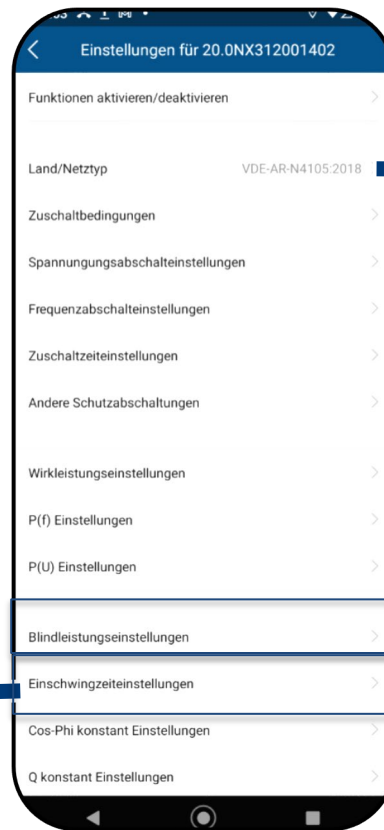 Einstellungen für 20.0NX312001402
Funktionen aktivieren/deaktivieren
Land/Netztyp VDE-AR-N4105:2018
Zuschaltbedingungen
Spannungungsabschalteinstellungen
Frequenzabschalteinstellungen
Zuschaltzeiteinstellungen
Andere Schutzabschaltungen
Wirkleistungseinstellungen
P(f) Einstellungen
P(U) Einstellungen
Blindleistungseinstellungen
Einschwingzeiteinstellungen
Cos-Phi konstant Einstellungen
Q konstant Einstellungen